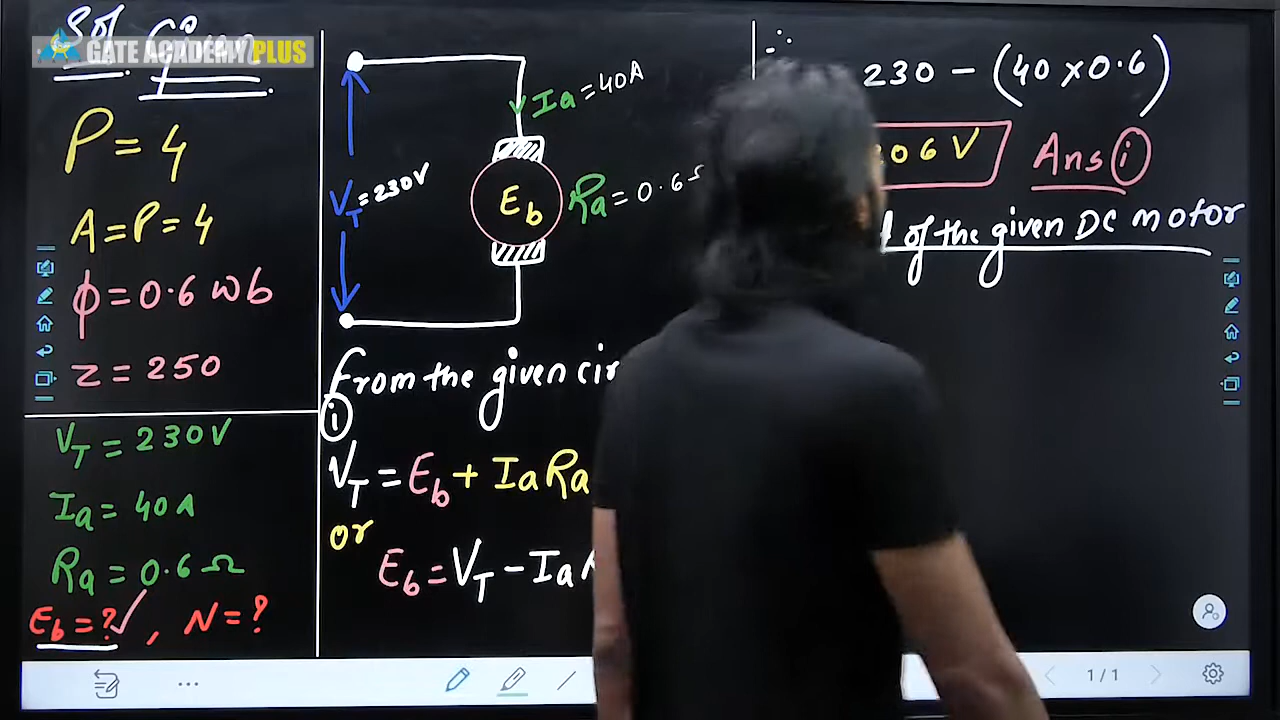 Sol Given
GATE ACADEMY PLUS
P = 4
A = P = 4
ϕ = 0.6 wb
Z = 250
V_T = 230V
Ia = 40A
Ra = 0.6 Ω
E_b = ? ✓, N = ?
Ia = 40A
V_T = 230V
E_b
Ra = 0.6 Ω
From the given
i
V_T = E_b + IaRa
or
E_b = V_T - Ia
∴ 230 - (40 × 0.6)
06 V Ans i
of the given DC motor
1/1